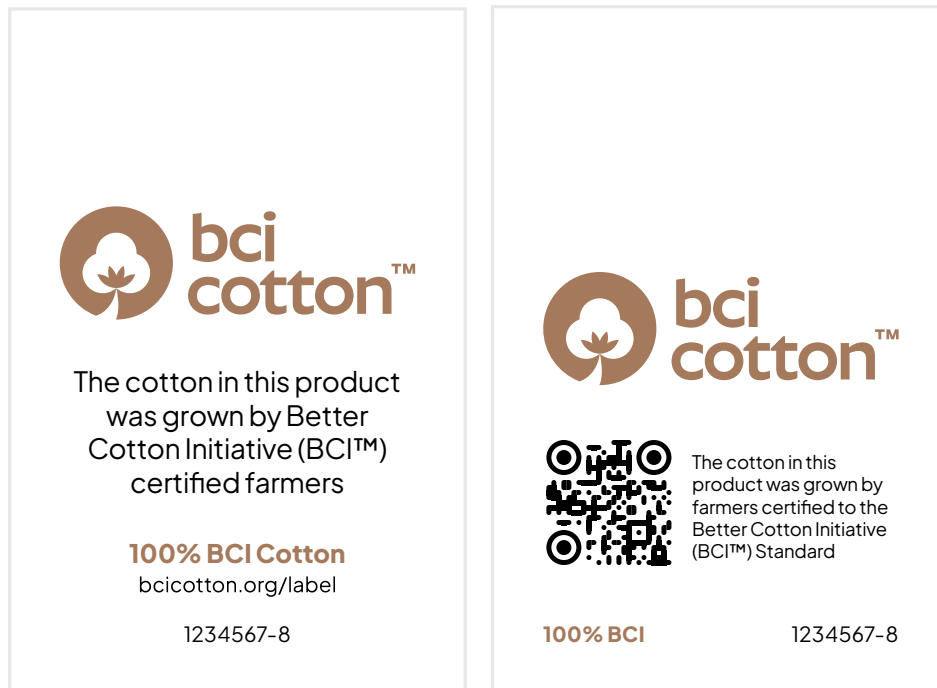 bci
cotton™
The cotton in this product
was grown by Better
Cotton Initiative (BCI™)
certified farmers
100% BCI Cotton
bcicotton.org/label
1234567-8
bci
cotton™
The cotton in this
product was grown by
farmers certified to the
Better Cotton Initiative
(BCI™) Standard
100% BCI
1234567-8